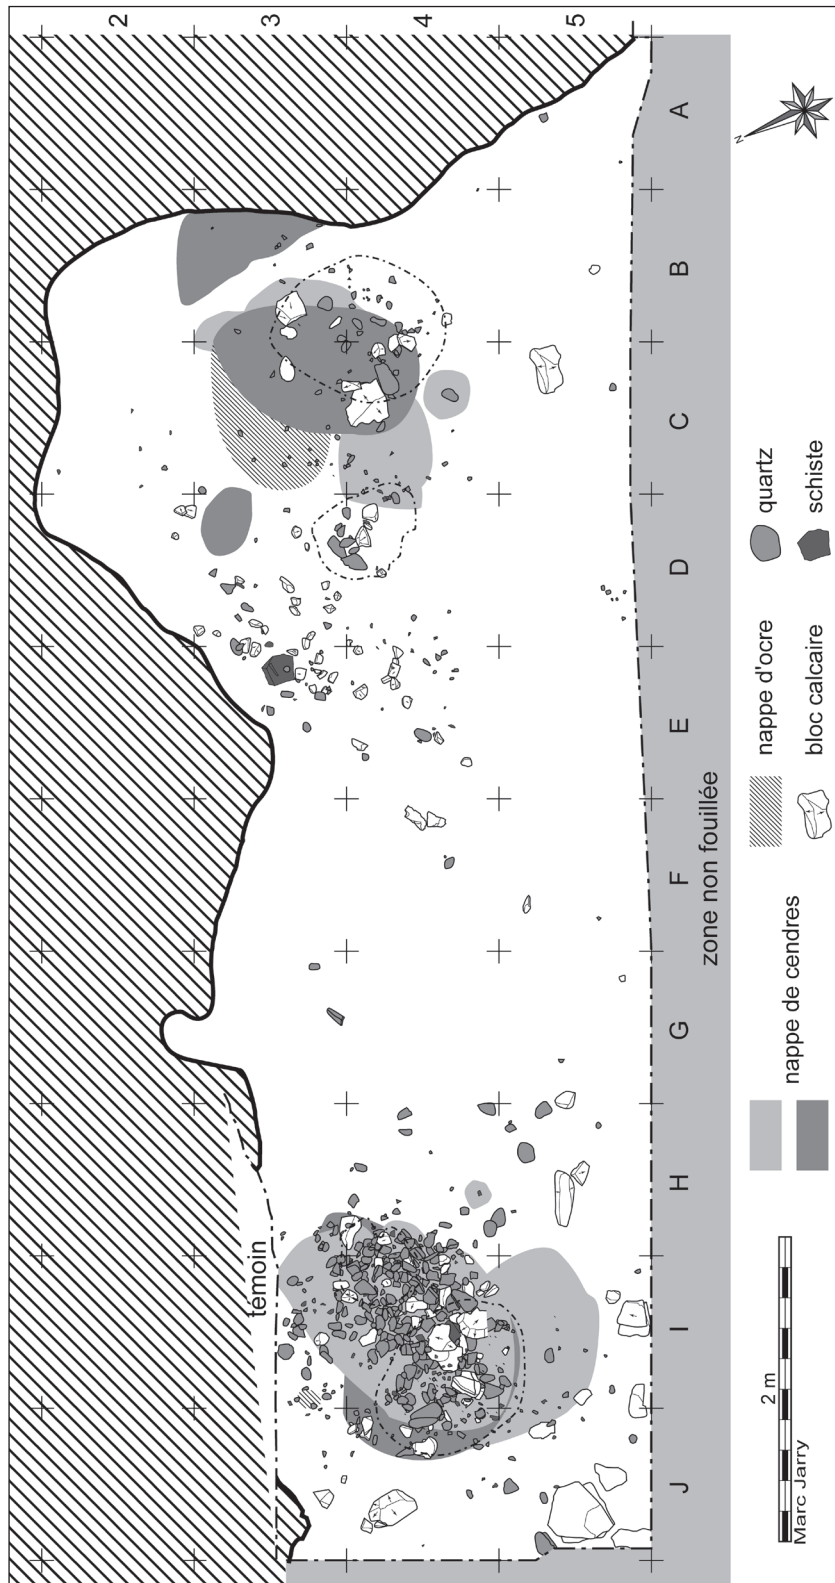 2
3
4
5
A
B
C
D
E
F
G
H
I
J
N
témoin
zone non fouillée
nappe de cendres
nappe d'ocre
bloc calcaire
quartz
schiste
2 m
Marc Jarry